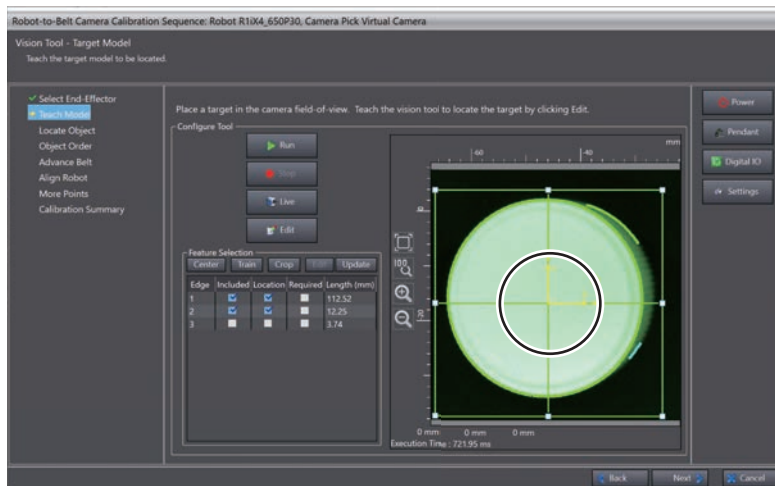 Robot-to-Belt Camera Calibration Sequence: Robot R1iX4_650P30, Camera Pick Virtual Camera
Vision Tool - Target Model
Teach the target model to be located.
Select End-Effector
Teach Model
Locate Object
Object Order
Advance Belt
Align Robot
More Points
Calibration Summary
Place a target in the camera field-of-view. Teach the vision tool to locate the target by clicking Edit.
Configure Tool
Run
Stop
Live
Edit
Feature Selection
Center Train Crop Edit Update
Edge Included Location Required Length (mm)
1 112.52
2 12.25
3 3.74
mm
-60 -40
0
20
100
0 mm 0 mm 0 mm
Execution Time : 721.95 ms
Power
Pendant
Digital IO
Settings
Back Next Cancel